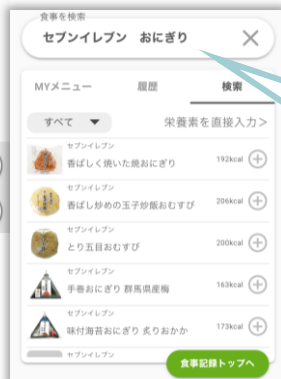 食事を検索
セブンイレブン　おにぎり
MYメニュー
履歴
検索
すべて
栄養素を直接入力>
セブンイレブン
香ばしく焼いた焼おにぎり
192kcal
セブンイレブン
香ばし炒めの玉子炒飯おむすび
206kcal
セブンイレブン
とり五目おむすび
200kcal
セブンイレブン
手巻おにぎり 群馬県産梅
163kcal
セブンイレブン
味付海苔おにぎり 炙りおかか
173kcal
セブンイレブン
食事記録トップへ